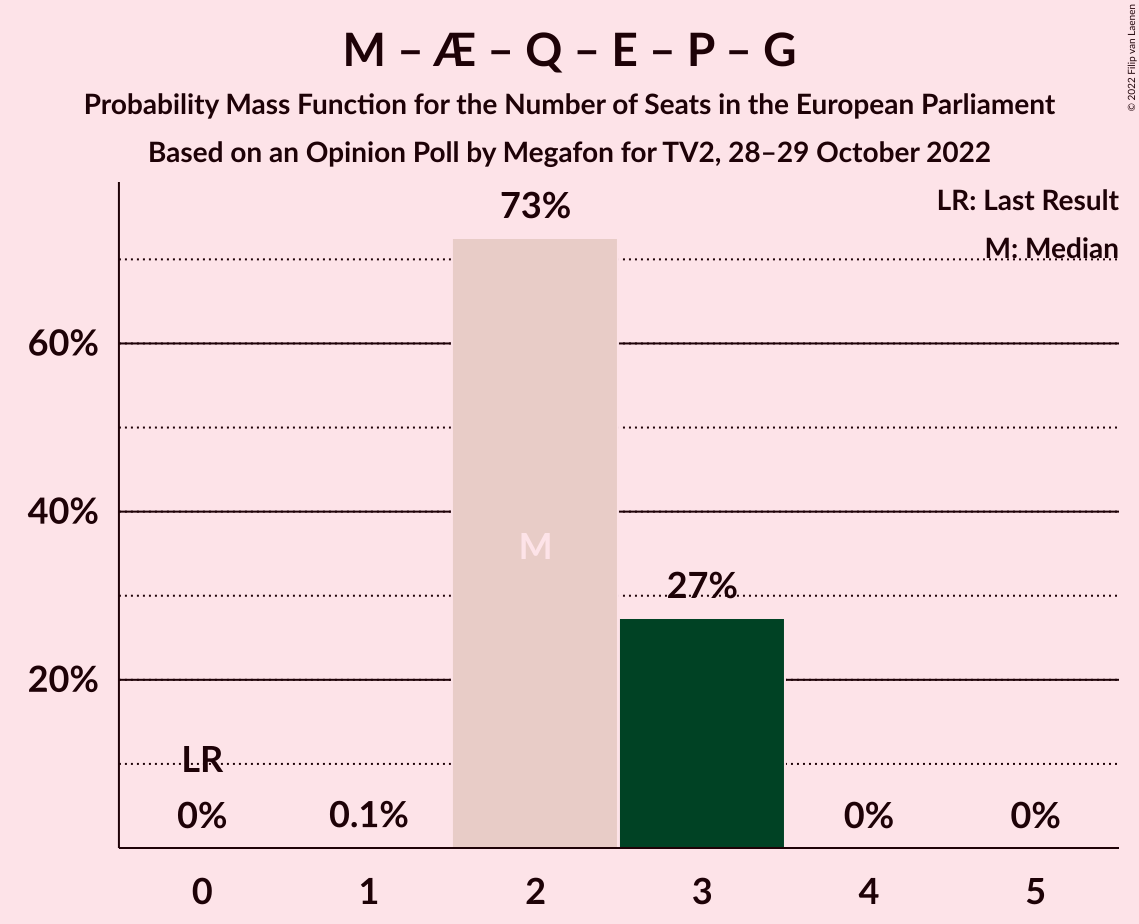 M – Æ – Q – E – P – G
Probability Mass Function for the Number of Seats in the European Parliament
Based on an Opinion Poll by Megafon for TV2, 28–29 October 2022
© 2022 Filip van Laenen
LR: Last Result
M: Median
73%
60%
40%
M
27%
20%
LR
0%
0.1%
0%
0%
0
1
2
3
4
5